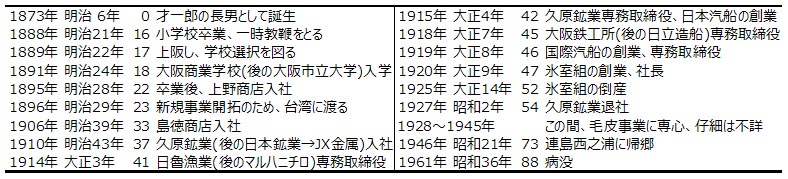 1873年 明治 6年 0 才一郎の長男として誕生
1888年 明治21年 16 小学校卒業、一時教鞭をとる
1889年 明治22年 17 上阪し、学校選択を図る
1891年 明治24年 18 大阪商業学校(後の大阪市立大学)入学
1895年 明治28年 22 卒業後、上野商店入社
1896年 明治29年 23 新規事業開拓のため、台湾に渡る
1906年 明治39年 33 島徳商店入社
1910年 明治43年 37 久原鉱業(後の日本鉱業→JX金属)入社
1914年 大正3年 41 日魯漁業(後のマルハニチロ)専務取締役
1915年 大正4年 42 久原鉱業専務取締役、日本汽船の創業
1918年 大正7年 45 大阪鉄工所(後の日立造船)専務取締役
1919年 大正8年 46 国際汽船の創業、専務取締役
1920年 大正9年 47 氷室組の創業、社長
1925年 大正14年 52 氷室組の倒産
1927年 昭和2年 54 久原鉱業退社
1928～1945年 この間、毛皮事業に専心、仔細は不詳
1946年 昭和21年 73 連島西之浦に帰郷
1961年 昭和36年 88 病没